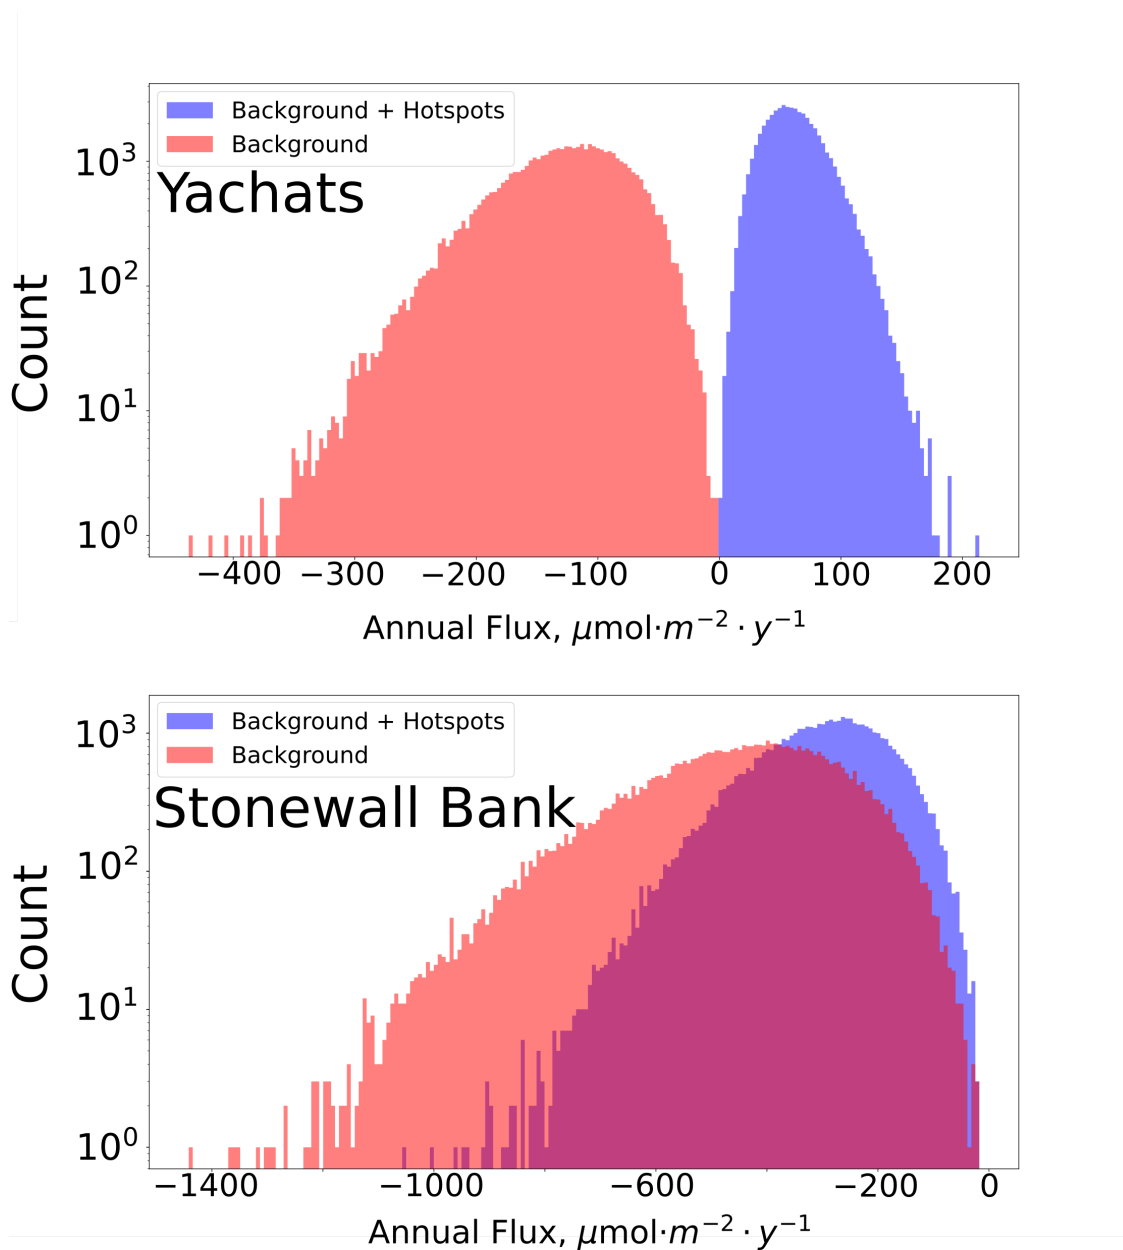 Background + Hotspots
Background
Yachats
Count
10³
10²
10¹
10⁰
−400 −300 −200 −100 0 100 200
Annual Flux, μmol·m⁻² · y⁻¹
Background + Hotspots
Background
Stonewall Bank
Count
10³
10²
10¹
10⁰
−1400 −1000 −600 −200 0
Annual Flux, μmol·m⁻² · y⁻¹